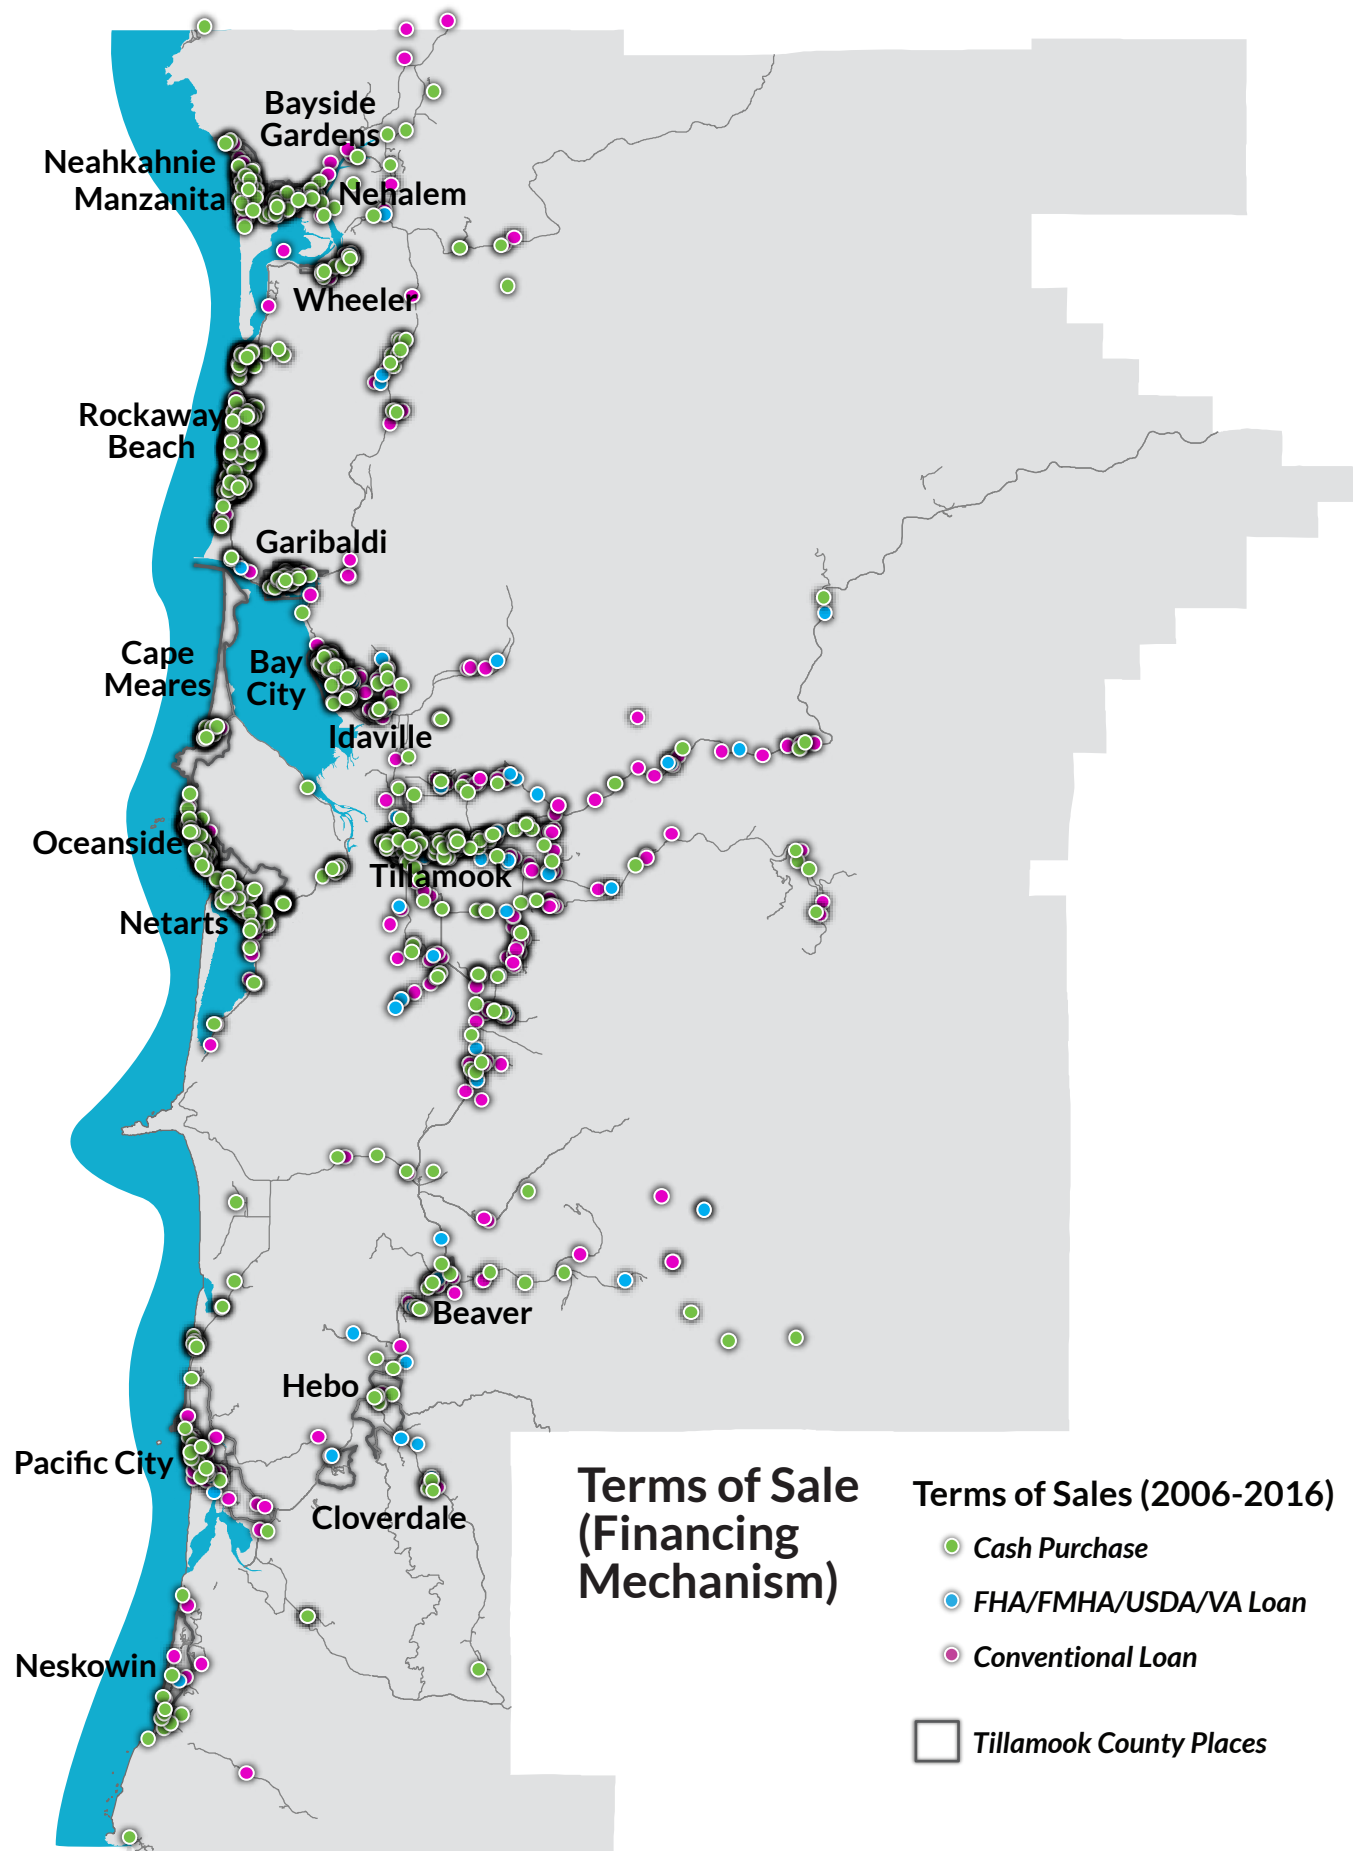 Bayside
Gardens
Neahkahnie
Manzanita
Nehalem
Wheeler
Rockaway
Beach
Garibaldi
Cape
Meares
Bay
City
Idaville
Oceanside
Tillamook
Netarts
Beaver
Hebo
Pacific City
Cloverdale
Neskowin
Terms of Sale
(Financing
Mechanism)
Terms of Sales (2006-2016)
Cash Purchase
FHA/FMHA/USDA/VA Loan
Conventional Loan
Tillamook County Places